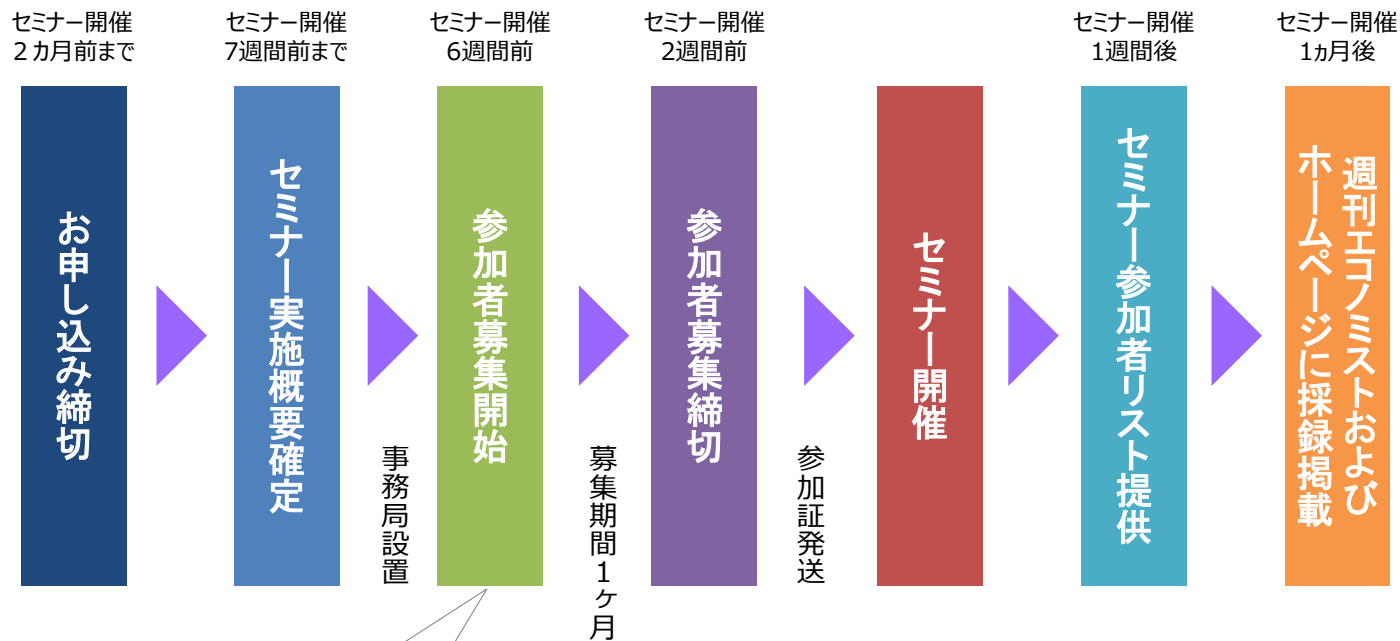 セミナー開催
2カ月前まで
セミナー開催
7週間前まで
セミナー開催
6週間前
セミナー開催
2週間前
セミナー開催
1週間後
セミナー開催
1ヵ月後
お申し込み締切
セミナー実施概要確定
事務局設置
参加者募集開始
募集期間1ヶ月
参加者募集締切
参加証発送
セミナー開催
セミナー参加者リスト提供
週刊エコノミストおよび
ホームページに採録掲載